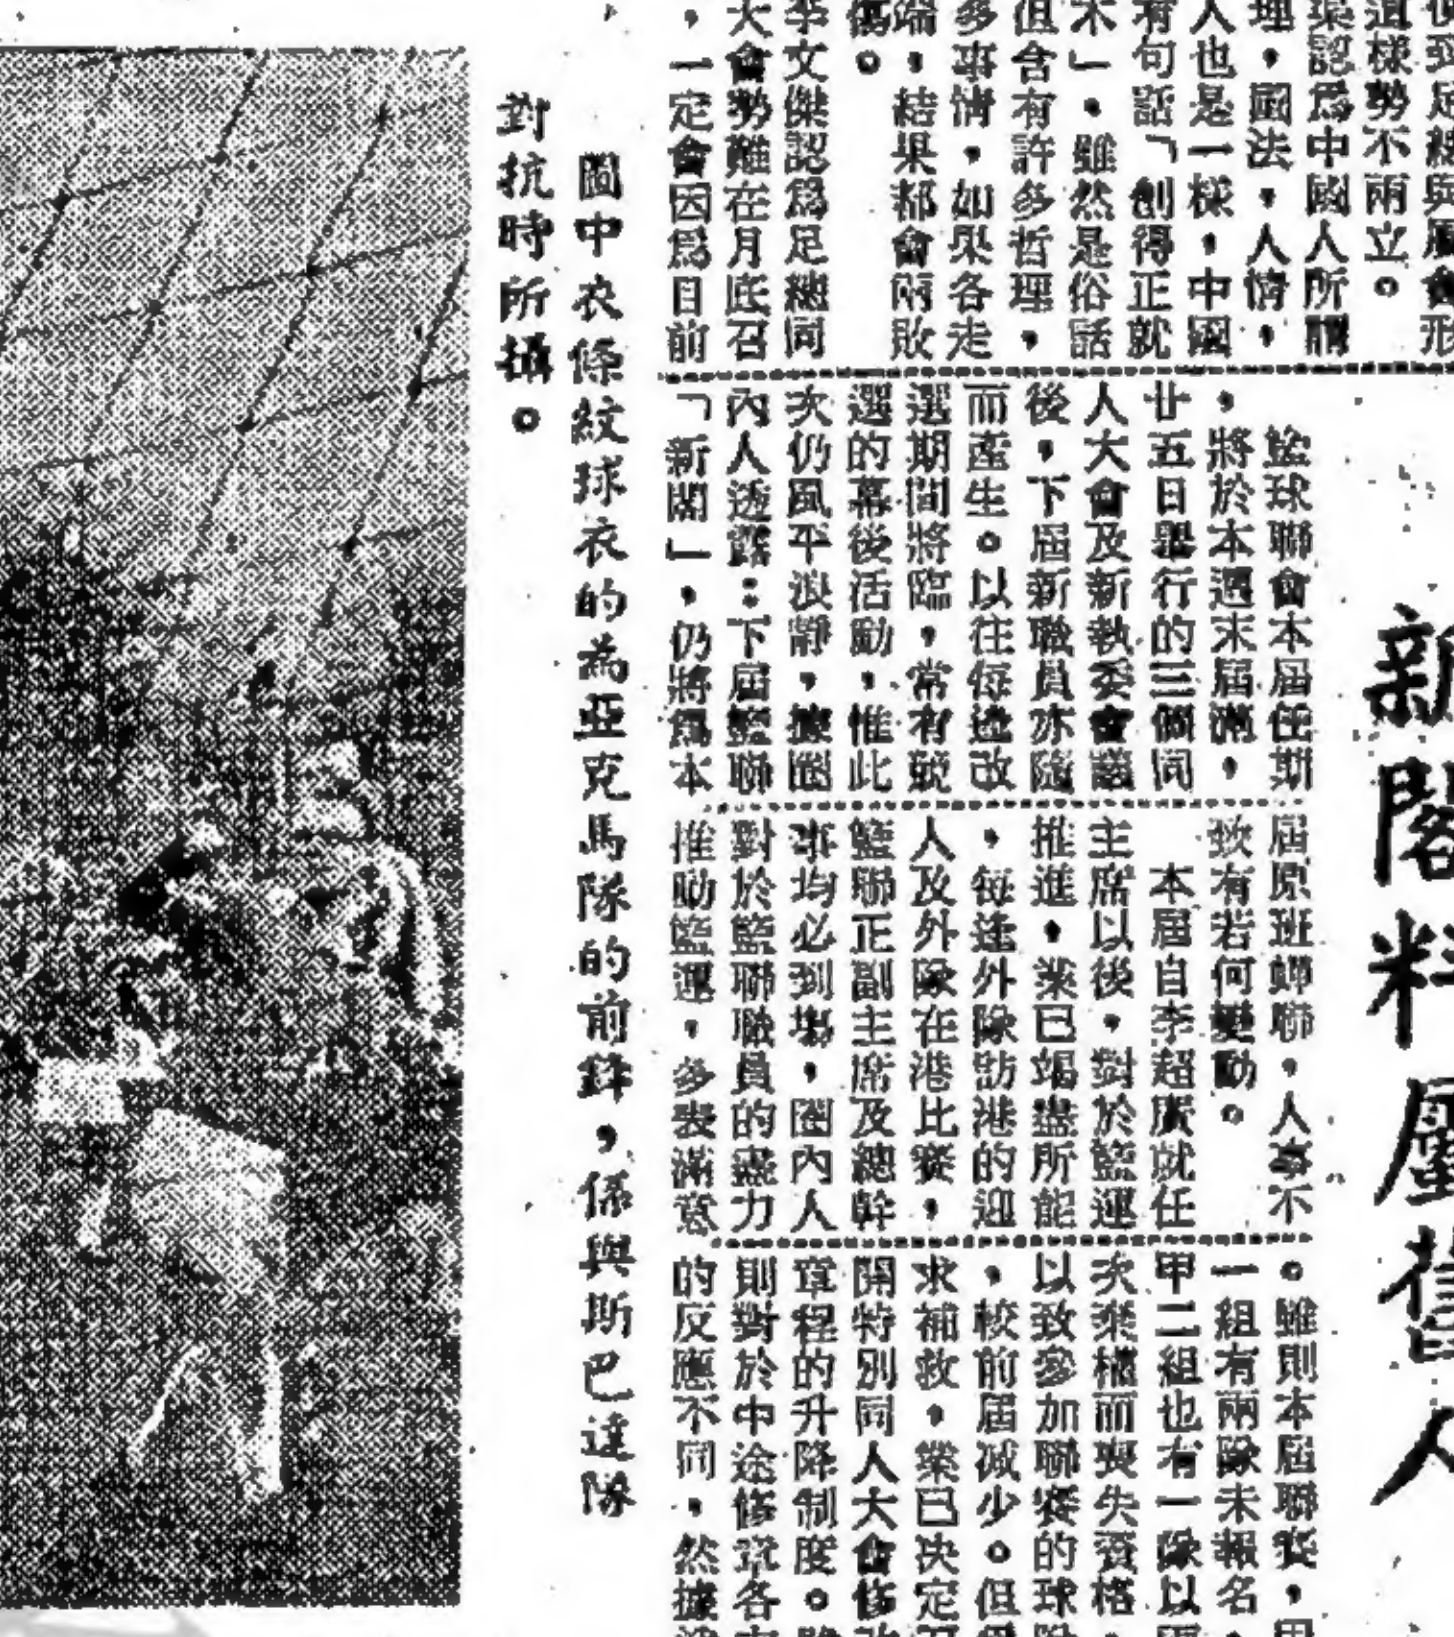 足總與屬會形
這樣勢不兩立。
認爲中國人所謂
理,國法,人情,
人也是一樣,中國
有句話「創得正就
木」,雖然是俗話
但含有許多哲理,
多事情,如果各走
端,結果都會兩敗
傷。
李文傑認爲足總同
大會勢難在月底召
,一定會因爲目前
新閣料屬舊人
籃球聯會本屆任期
,將於本週末屆滿,
廿五日舉行的三個同
人大會及新執委會議
後,下屆新職員亦隨
而產生。以往每逢改
選期間將臨,常有競
選的幕後活動,惟此
次仍風平浪靜,據圈
內人透露:下屆籃聯
「新閣」,仍將爲本
屆原班蟬聯,人事不
致有若何變動。
本屆自李超廣就任
主席以後,對於籃運
推進,業已竭盡所能
,每逢外隊訪港的迎
人及外隊在港比賽,
籃聯正副主席及總幹
事均必到場,圈內人
對於籃聯職員的盡力
推動籃運,多表滿意
。雖則本屆聯賽,甲
一組有兩隊未報名,
甲二組也有一隊以兩
次棄權而喪失資格,
以致參加聯賽的球隊
,較前屆減少。但
求補救,業已決定
開特別同人大會修改
章程的升降制度。
則對於中途修章各
的反應不同,然據
圖中衣條紋球衣的為亞克馬隊的前鋒,係與斯巴達隊
對抗時所攝。